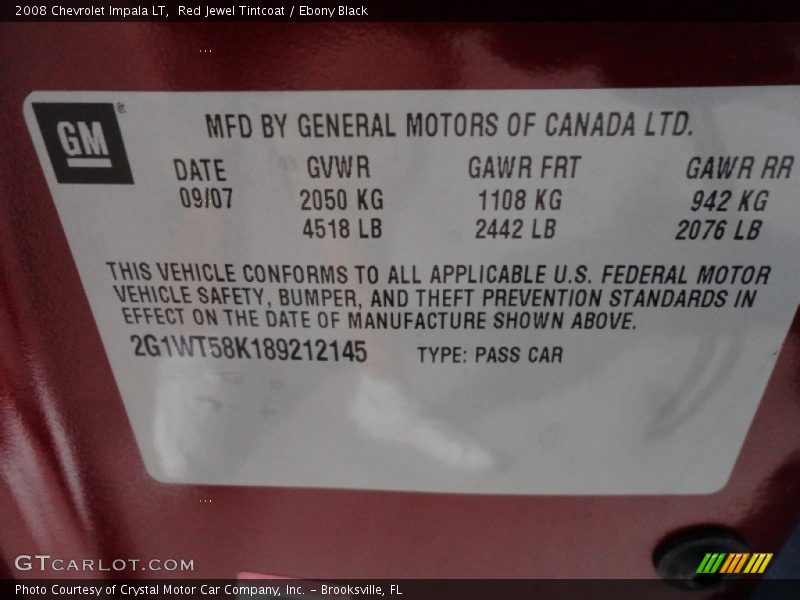 2008 Chevrolet Impala LT,  Red Jewel Tintcoat / Ebony Black
GM®
MFD BY GENERAL MOTORS OF CANADA LTD.
DATE GVWR GAWR FRT GAWR RR
09/07 2050 KG 1108 KG 942 KG
4518 LB 2442 LB 2076 LB
THIS VEHICLE CONFORMS TO ALL APPLICABLE U.S. FEDERAL MOTOR
VEHICLE SAFETY, BUMPER, AND THEFT PREVENTION STANDARDS IN
EFFECT ON THE DATE OF MANUFACTURE SHOWN ABOVE.
2G1WT58K189212145 TYPE: PASS CAR
GTCARLOT.COM
Photo Courtesy of Crystal Motor Car Company, Inc. – Brooksville, FL